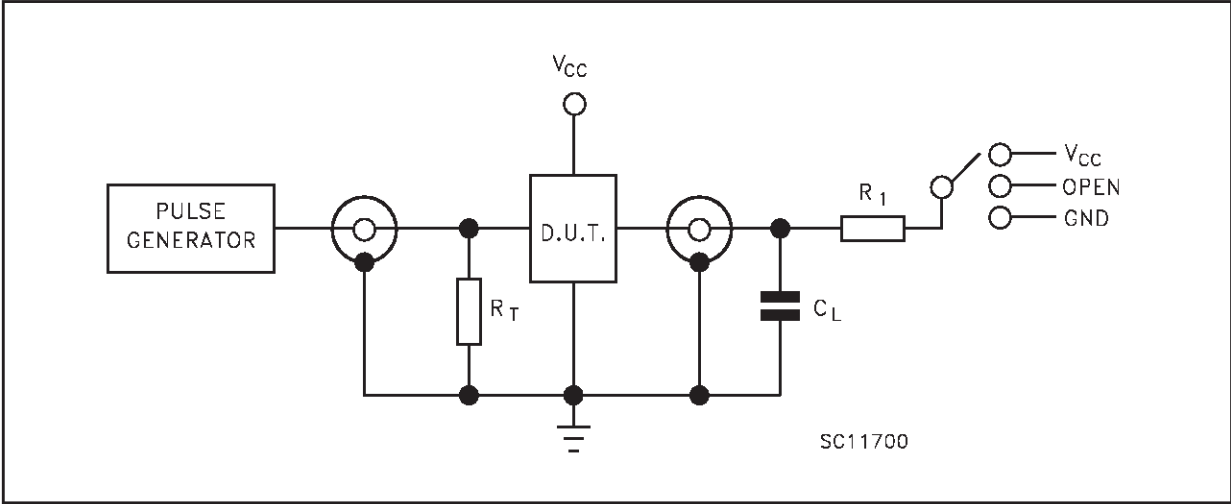 VCC
PULSE
GENERATOR
D.U.T.
RT
CL
R1
VCC
OPEN
GND
SC11700